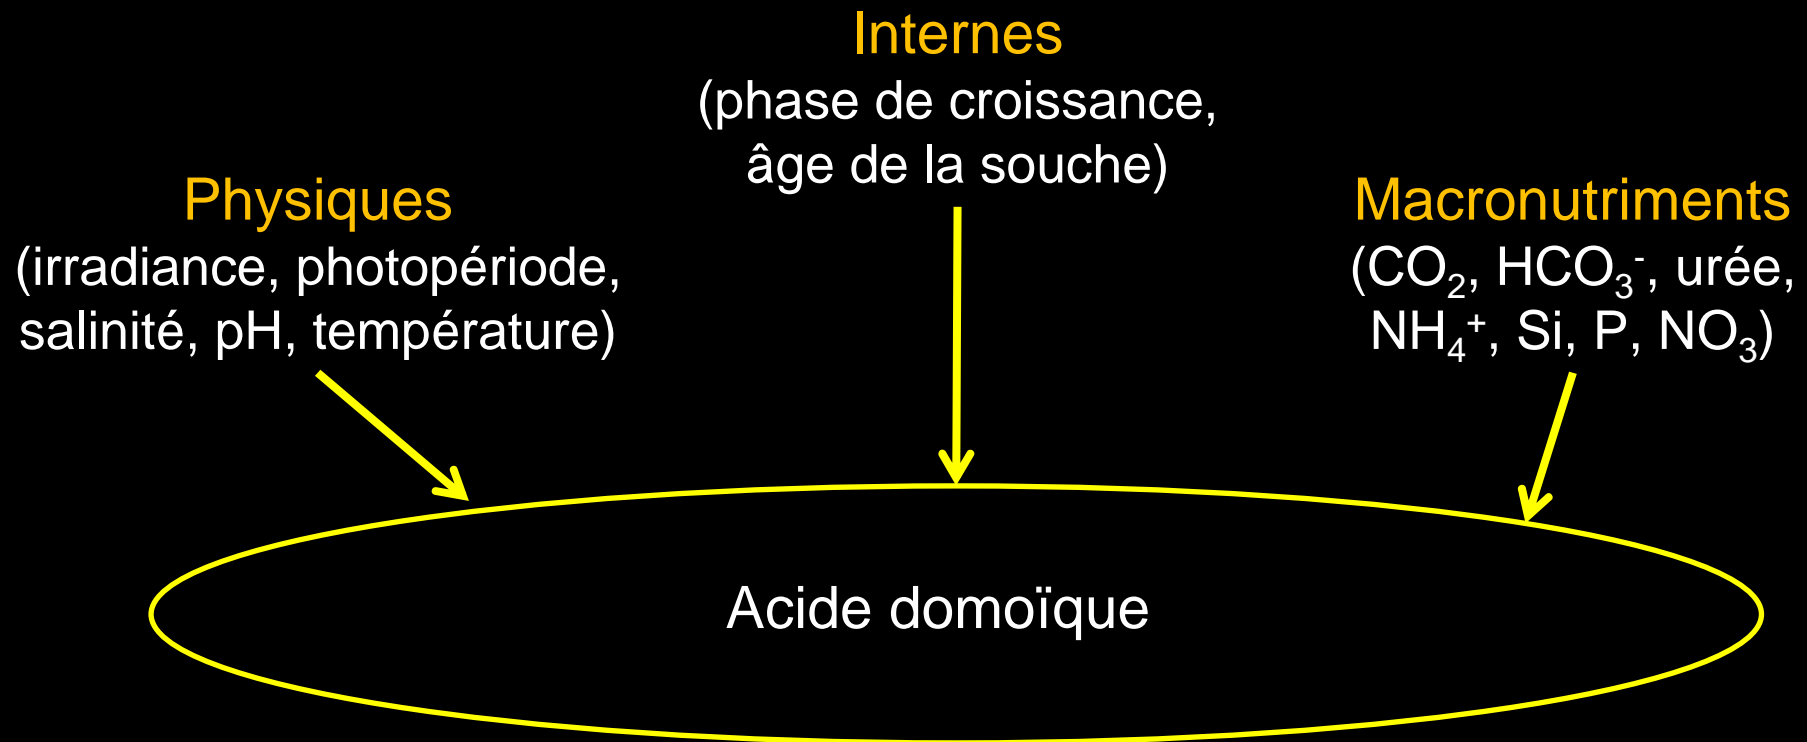 Internes
(phase de croissance,
âge de la souche)
Physiques
(irradiance, photopériode,
salinité, pH, température)
Macronutriments
(CO₂, HCO₃⁻, urée,
NH₄⁺, Si, P, NO₃)
Acide domoïque